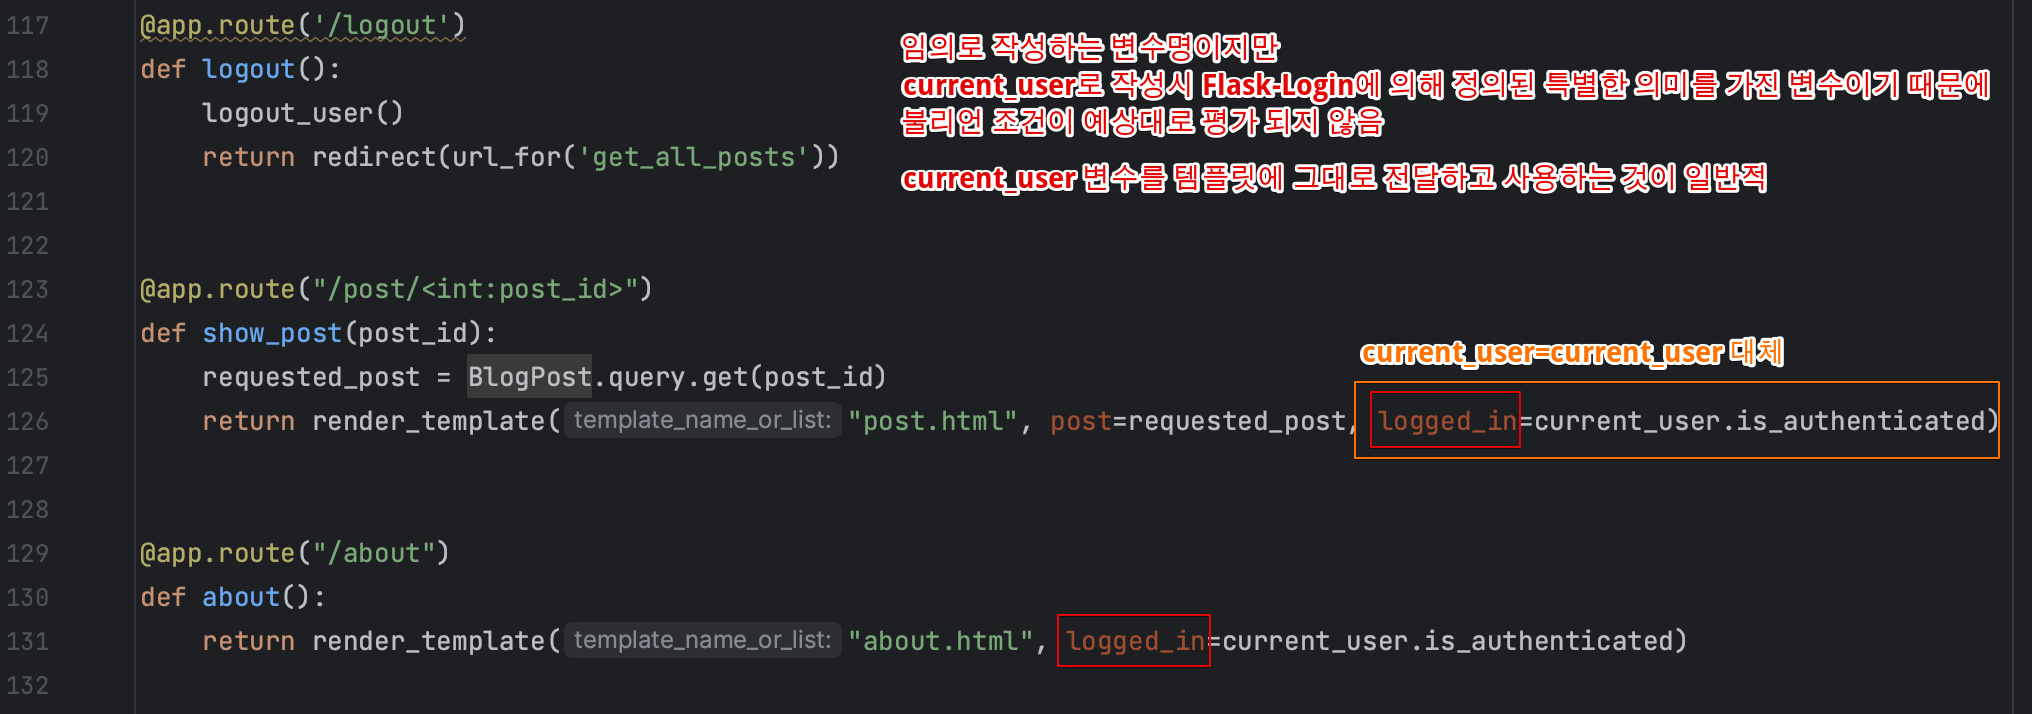 117 @app.route('/logout')
임의로 작성하는 변수명이지만
118 def logout():
current_user로 작성시 Flask-Login에 의해 정의된 특별한 의미를 가진 변수이기 때문에
119 logout_user()
불리언 조건이 예상대로 평가 되지 않음
120 return redirect(url_for('get_all_posts'))
current_user 변수를 템플릿에 그대로 전달하고 사용하는 것이 일반적
121
122
123 @app.route("/post/<int:post_id>")
124 def show_post(post_id):
current_user=current_user 대체
125 requested_post = BlogPost.query.get(post_id)
126 return render_template( template_name_or_list: "post.html", post=requested_post, logged_in=current_user.is_authenticated)
127
128
129 @app.route("/about")
130 def about():
131 return render_template( template_name_or_list: "about.html", logged_in=current_user.is_authenticated)
132